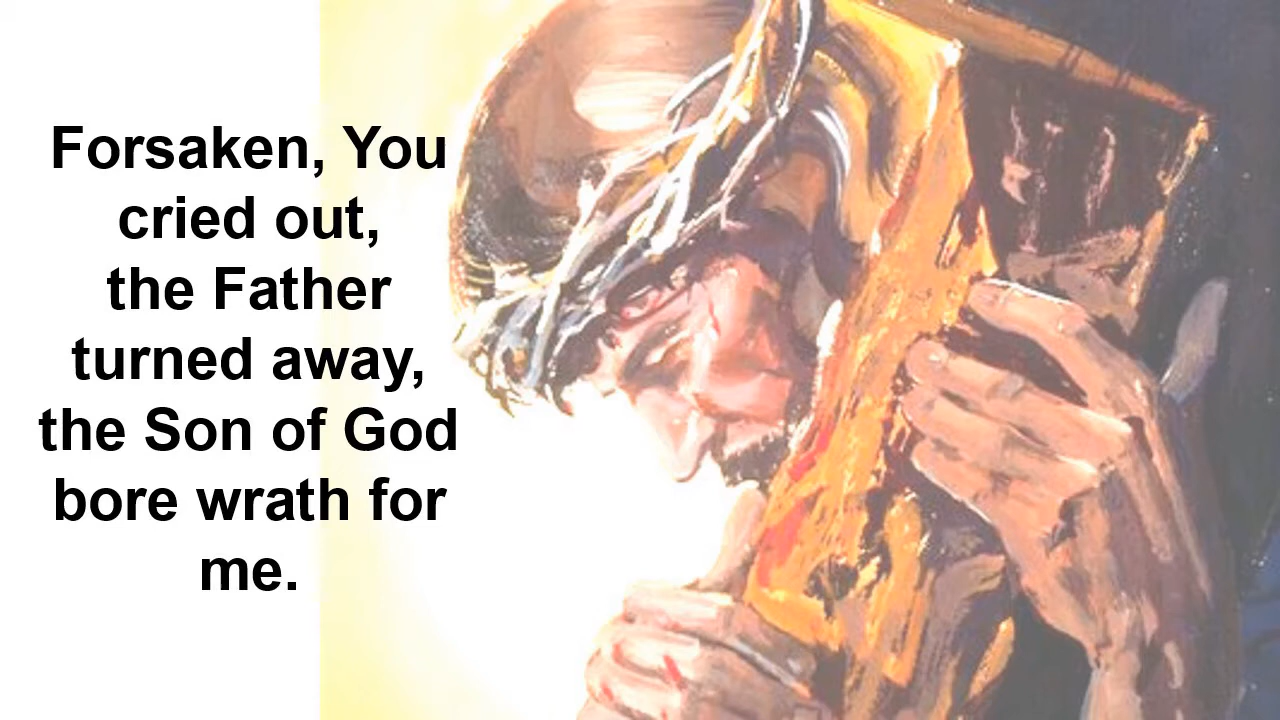 Forsaken, You
cried out,
the Father
turned away,
the Son of God
bore wrath for
me.